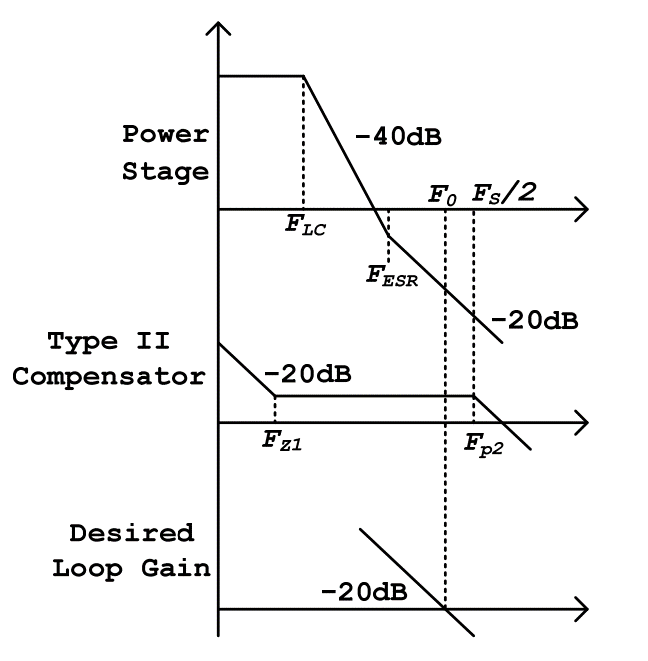 Power
Stage
-40dB
F0 FS/2
FLC
FESR
-20dB
Type II
Compensator
-20dB
FZ1
Fp2
Desired
Loop Gain
-20dB